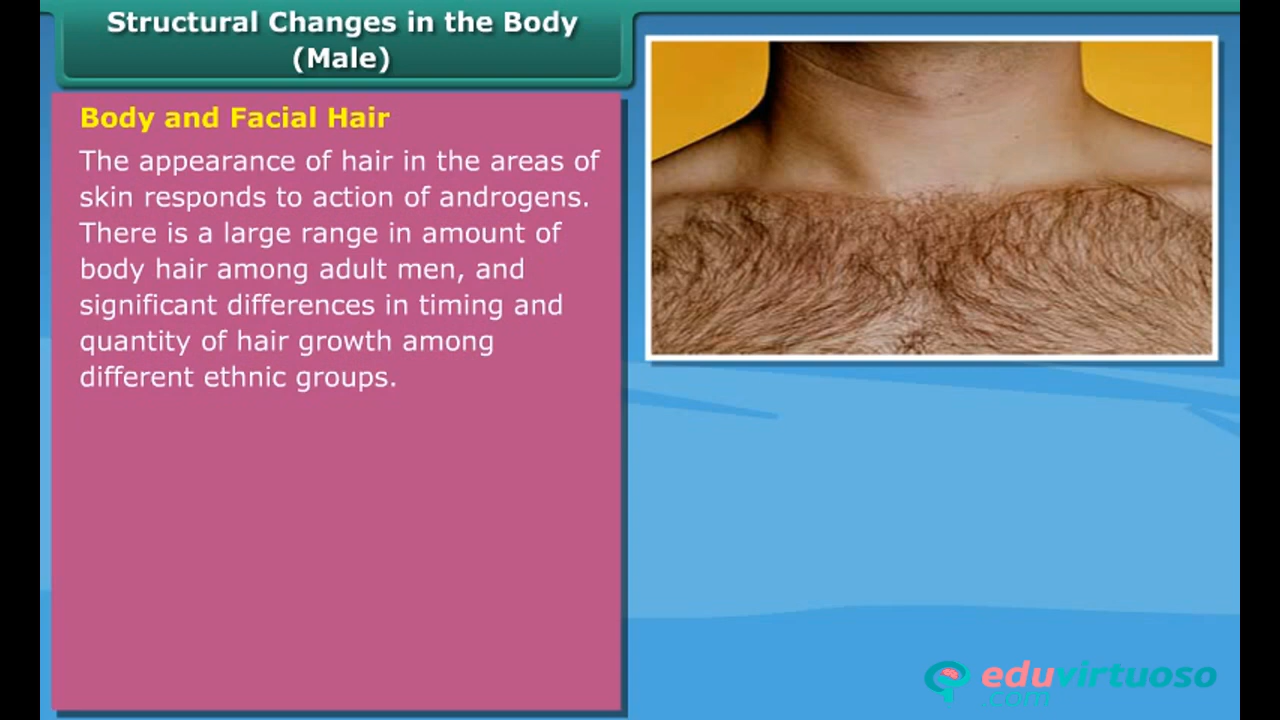 Structural Changes in the Body
(Male)
Body and Facial Hair
The appearance of hair in the areas of
skin responds to action of androgens.
There is a large range in amount of
body hair among adult men, and
significant differences in timing and
quantity of hair growth among
different ethnic groups.
eduvirtuoso
.com